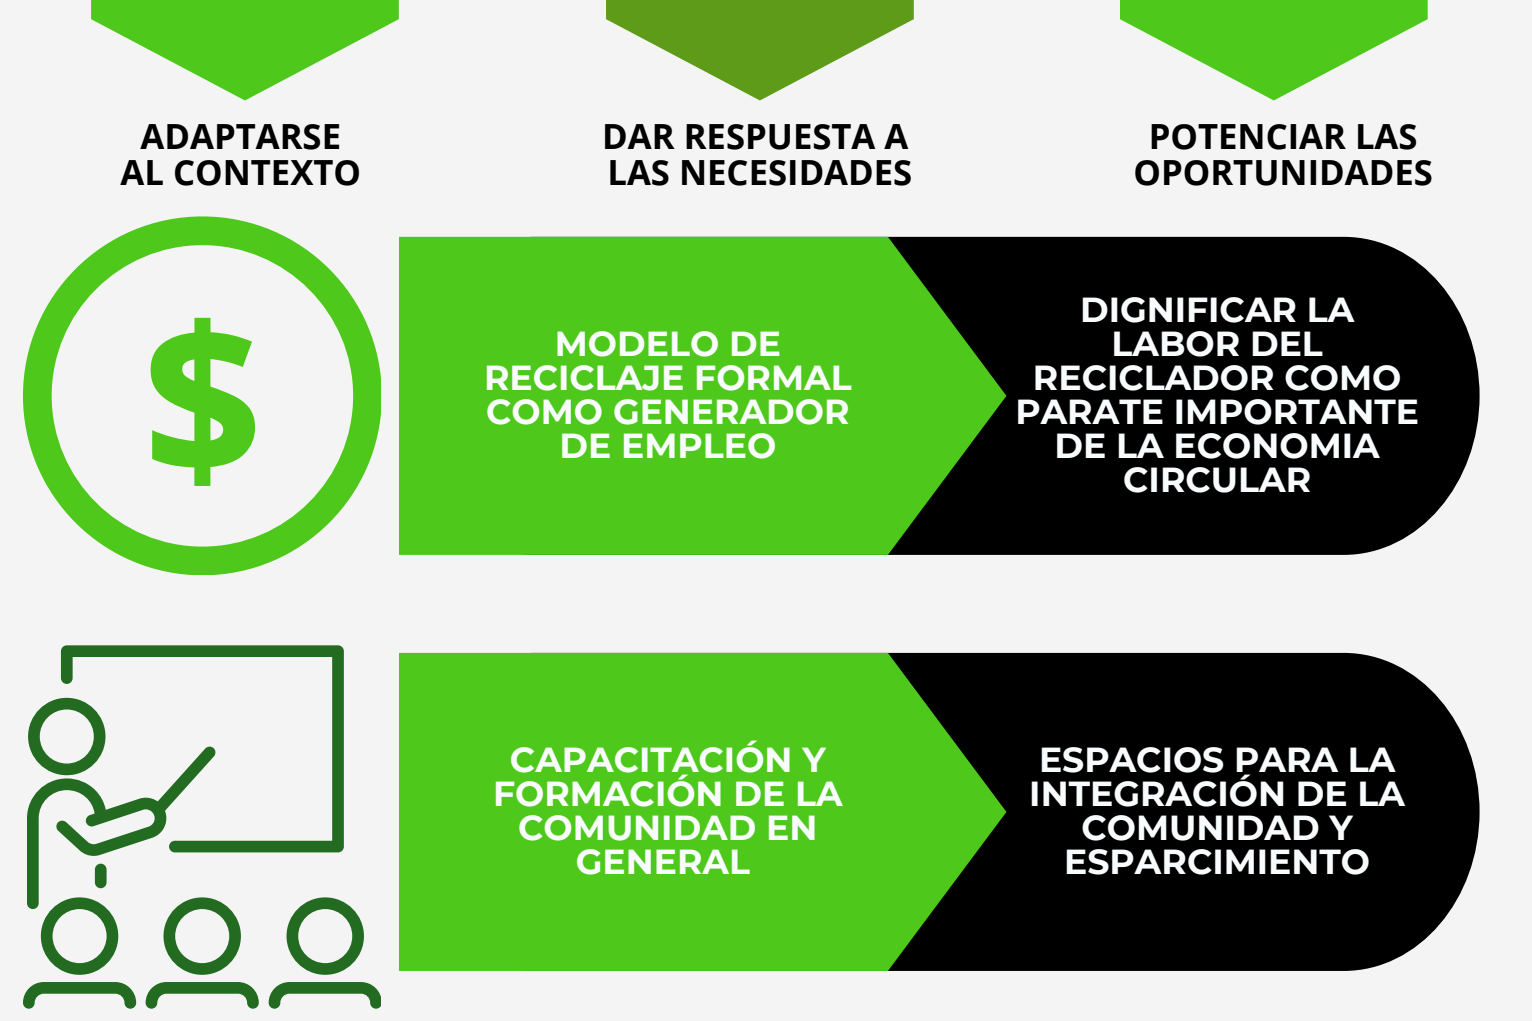 ADAPTARSE
AL CONTEXTO
DAR RESPUESTA A
LAS NECESIDADES
POTENCIAR LAS
OPORTUNIDADES
$
MODELO DE
RECICLAJE FORMAL
COMO GENERADOR
DE EMPLEO
DIGNIFICAR LA
LABOR DEL
RECICLADOR COMO
PARATE IMPORTANTE
DE LA ECONOMIA
CIRCULAR
CAPACITACIÓN Y
FORMACIÓN DE LA
COMUNIDAD EN
GENERAL
ESPACIOS PARA LA
INTEGRACIÓN DE LA
COMUNIDAD Y
ESPARCIMIENTO